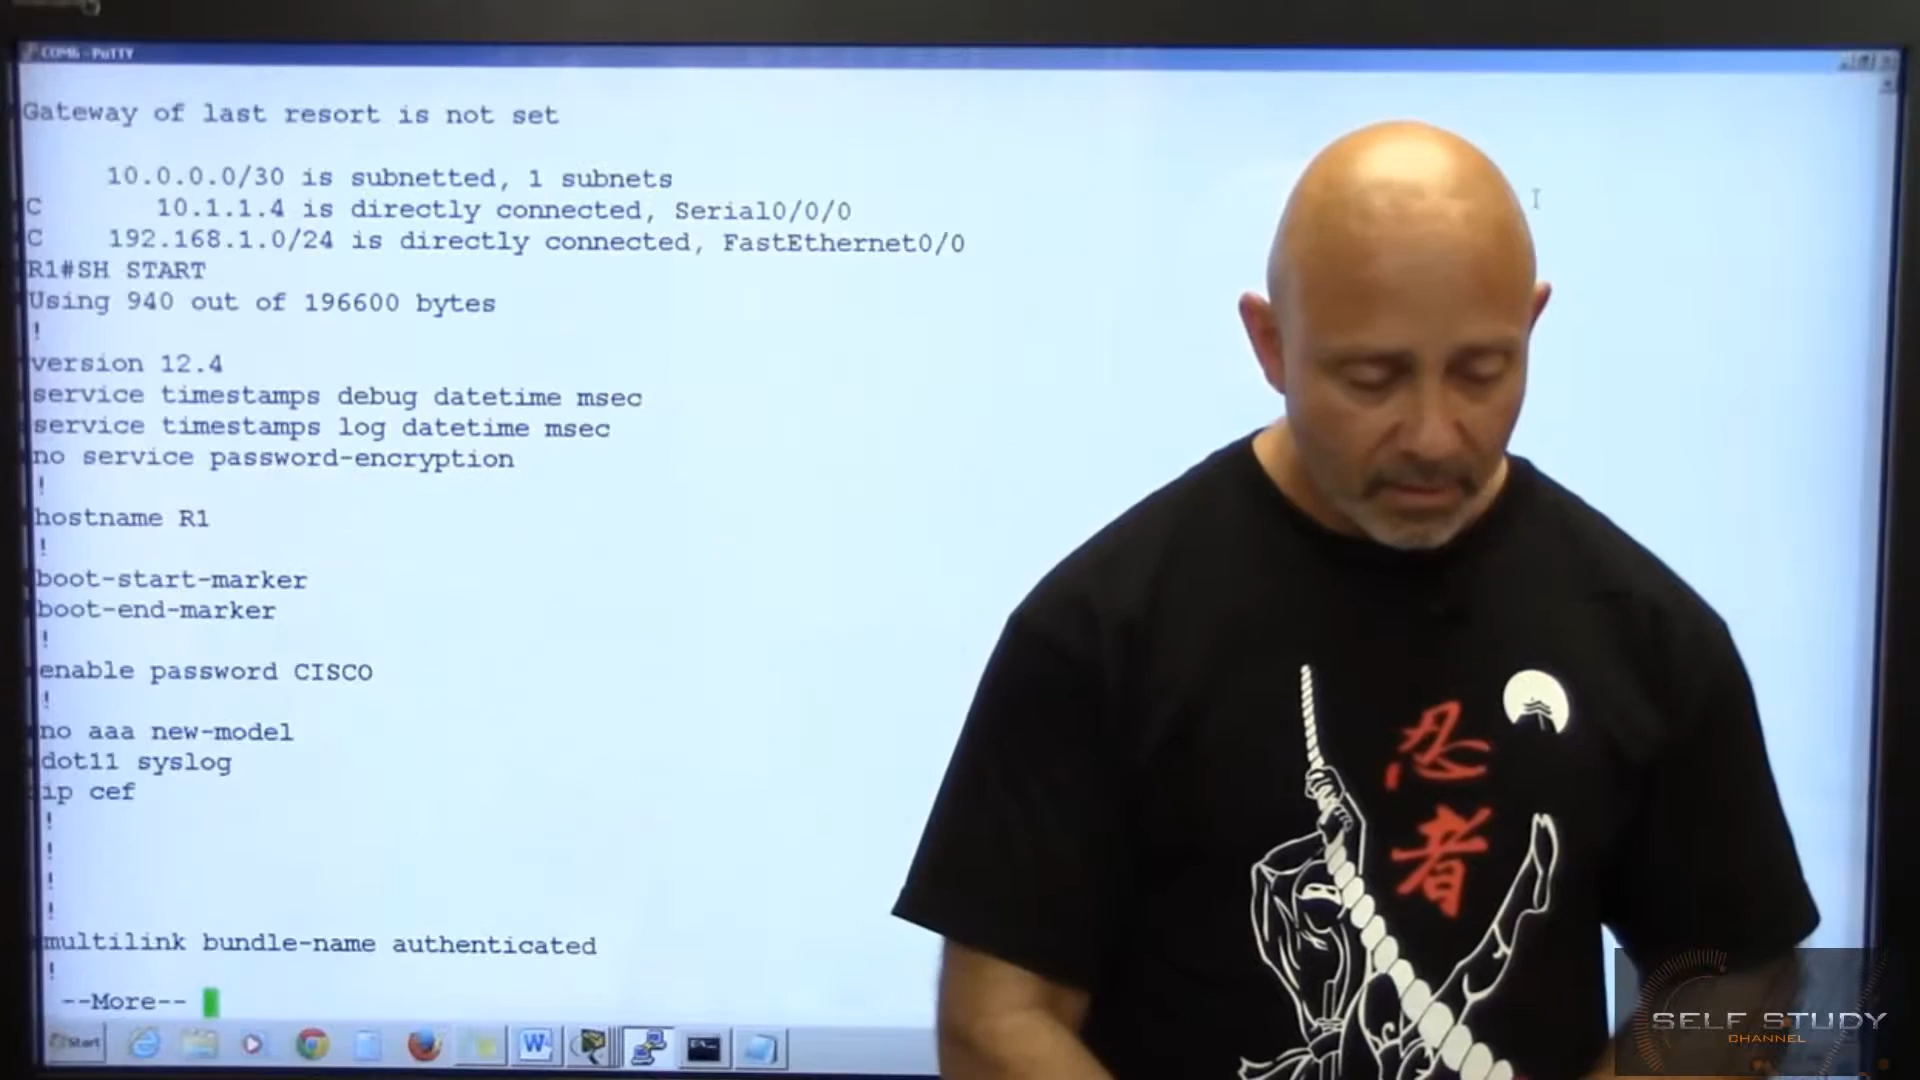 COM6 - PuTTY
Gateway of last resort is not set
10.0.0.0/30 is subnetted, 1 subnets
C 10.1.1.4 is directly connected, Serial0/0/0
C 192.168.1.0/24 is directly connected, FastEthernet0/0
R1#SH START
Using 940 out of 196600 bytes
!
version 12.4
service timestamps debug datetime msec
service timestamps log datetime msec
no service password-encryption
!
hostname R1
!
boot-start-marker
boot-end-marker
!
enable password CISCO
!
no aaa new-model
dot11 syslog
ip cef
!
!
!
!
multilink bundle-name authenticated
!
--More--
Start
忍者
SELF STUDY
CHANNEL